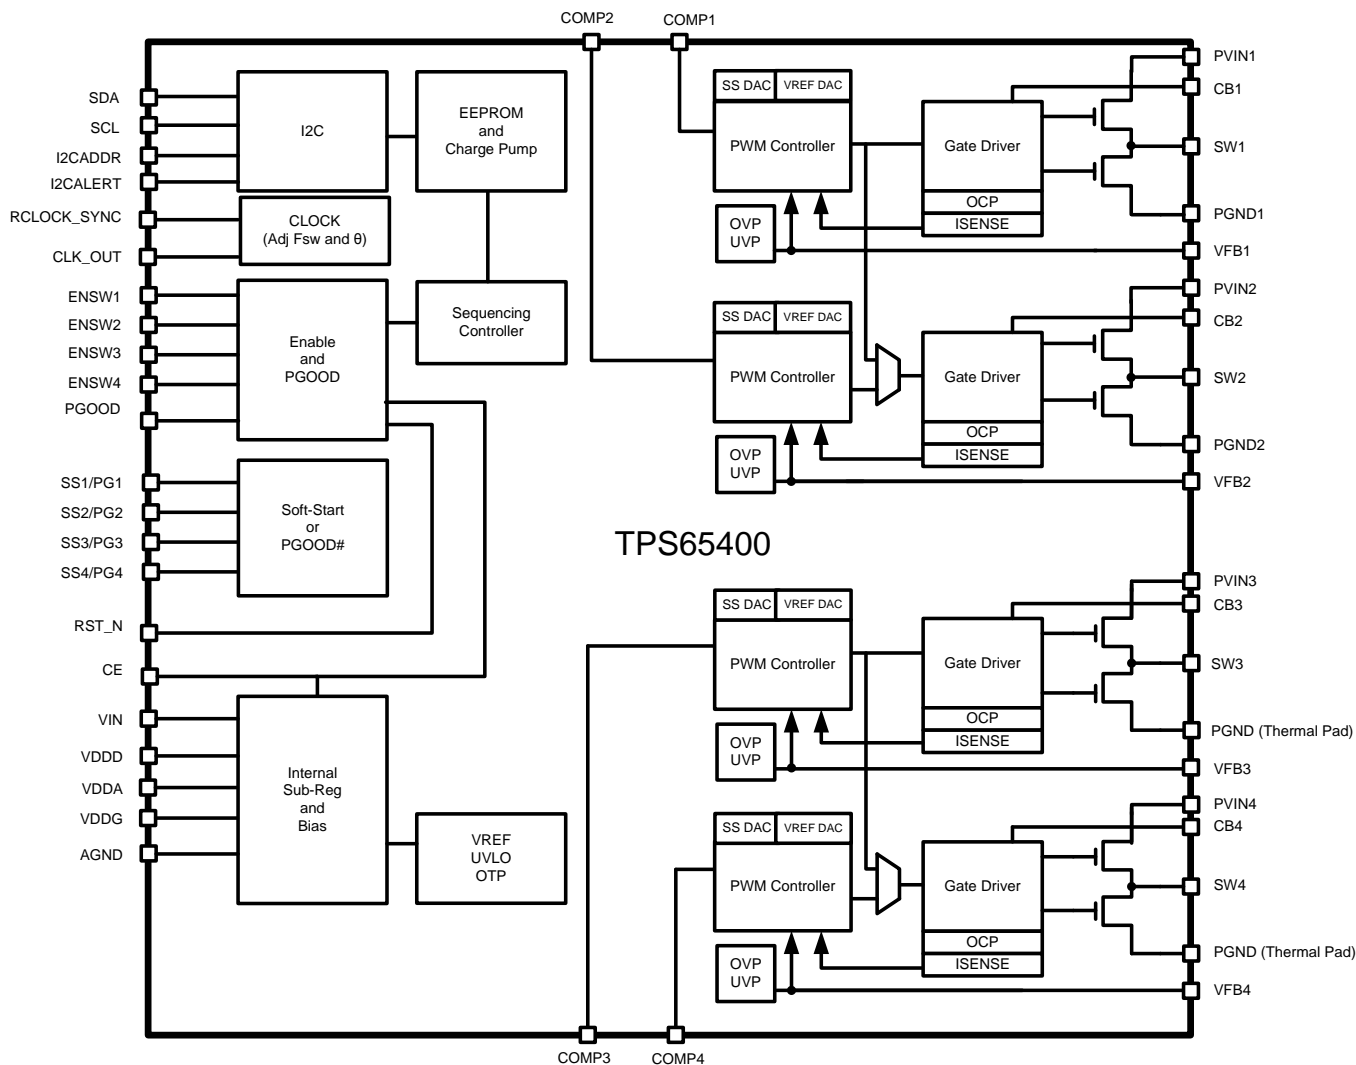 COMP2
COMP1
SDA
SCL
I2CADDR
I2CALERT
RCLOCK_SYNC
CLK_OUT
ENSW1
ENSW2
ENSW3
ENSW4
PGOOD
SS1/PG1
SS2/PG2
SS3/PG3
SS4/PG4
RST_N
CE
VIN
VDDD
VDDA
VDDG
AGND
I2C
CLOCK
(Adj Fsw and θ)
Enable
and
PGOOD
Soft-Start
or
PGOOD#
Internal
Sub-Reg
and
Bias
EEPROM
and
Charge Pump
Sequencing
Controller
VREF
UVLO
OTP
TPS65400
SS DAC
VREF DAC
PWM Controller
OVP
UVP
Gate Driver
OCP
ISENSE
PVIN1
CB1
SW1
PGND1
VFB1
SS DAC
VREF DAC
PWM Controller
OVP
UVP
Gate Driver
OCP
ISENSE
PVIN2
CB2
SW2
PGND2
VFB2
SS DAC
VREF DAC
PWM Controller
OVP
UVP
Gate Driver
OCP
ISENSE
PVIN3
CB3
SW3
PGND (Thermal Pad)
VFB3
SS DAC
VREF DAC
PWM Controller
OVP
UVP
Gate Driver
OCP
ISENSE
PVIN4
CB4
SW4
PGND (Thermal Pad)
VFB4
COMP3
COMP4